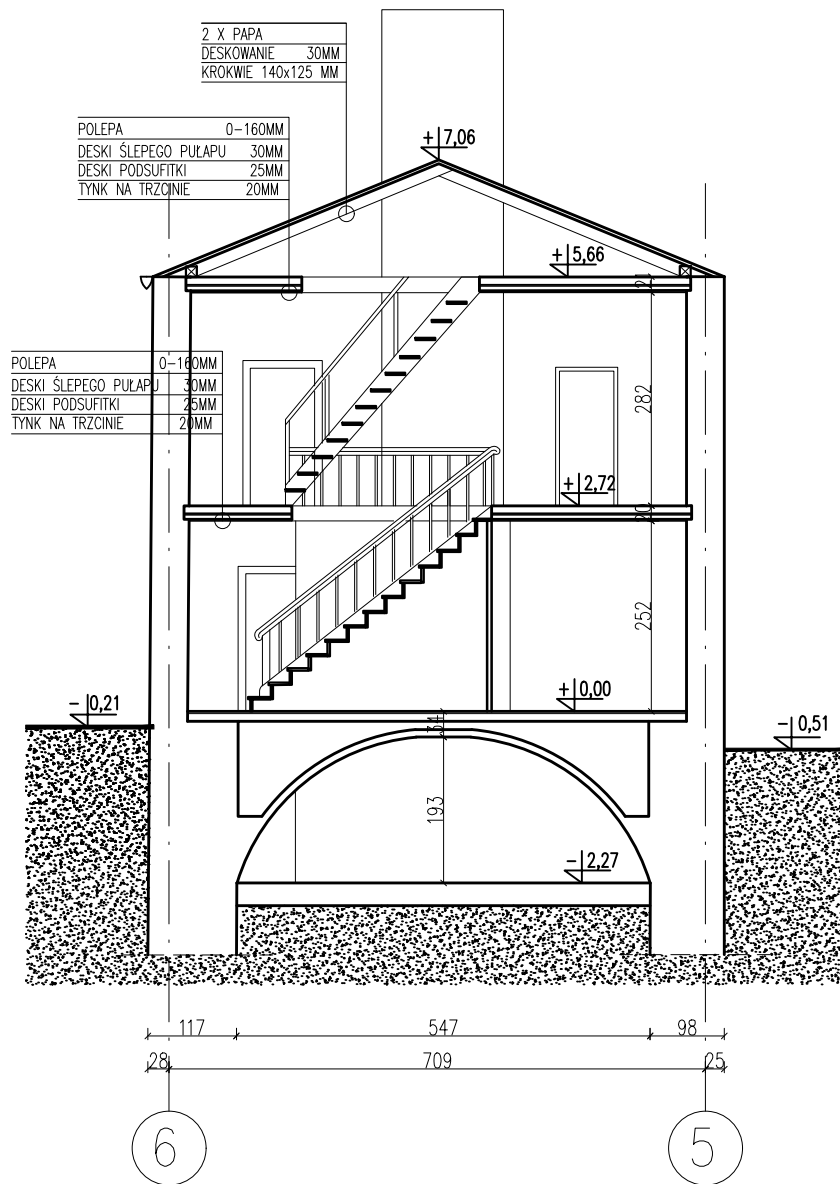 2 X PAPA
DESKOWANIE 30MM
KROKWIE 140x125 MM
POLEPA 0-160MM
DESKI ŚLEPEGO PUŁAPU 30MM
DESKI PODSUFITKI 25MM
TYNK NA TRZCINIE 20MM
+ 7,06
+ 5,66
21
POLEPA 0-160MM
DESKI ŚLEPEGO PUŁAPU 30MM
DESKI PODSUFITKI 25MM
TYNK NA TRZCINIE 20MM
282
+ 2,72
20
252
- 0,21
+ 0,00
- 0,51
34
193
- 2,27
117 547 98
28 709 25
6 5